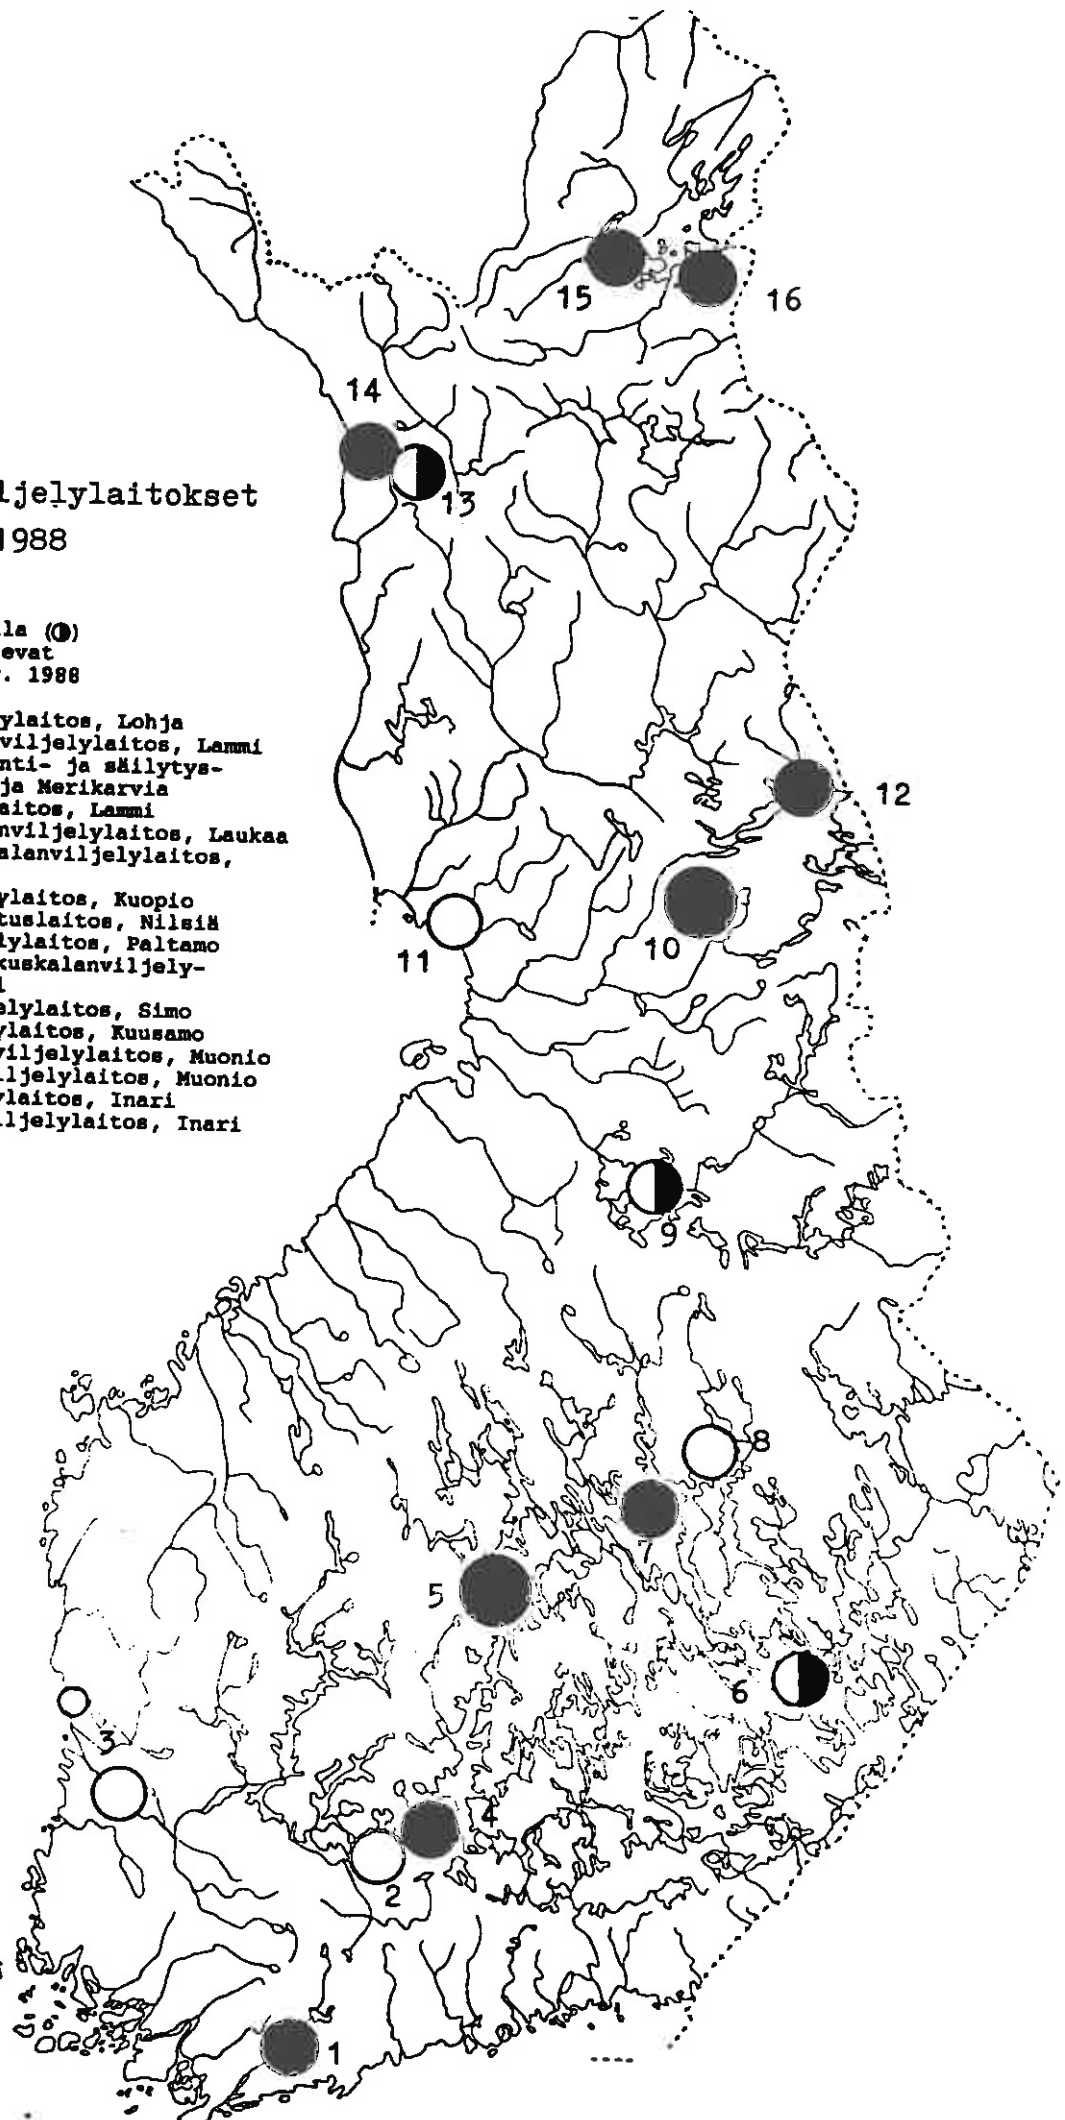 ljelylaitokset
1988
la (◑)
evat
. 1988
ylaitos, Lohja
viljelylaitos, Lammi
nti- ja säilytys-
ja Merikarvia
aitos, Lammi
nviljelylaitos, Laukaa
alanviljelylaitos,
ylaitos, Kuopio
tuslaitos, Nilsiä
lylaitos, Paltamo
kuskalanviljely-
elylaitos, Simo
ylaitos, Kuusamo
viljelylaitos, Muonio
ljelylaitos, Muonio
ylaitos, Inari
ljelylaitos, Inari
15
16
14
13
12
10
11
9
8
7
5
6
3
4
2
1